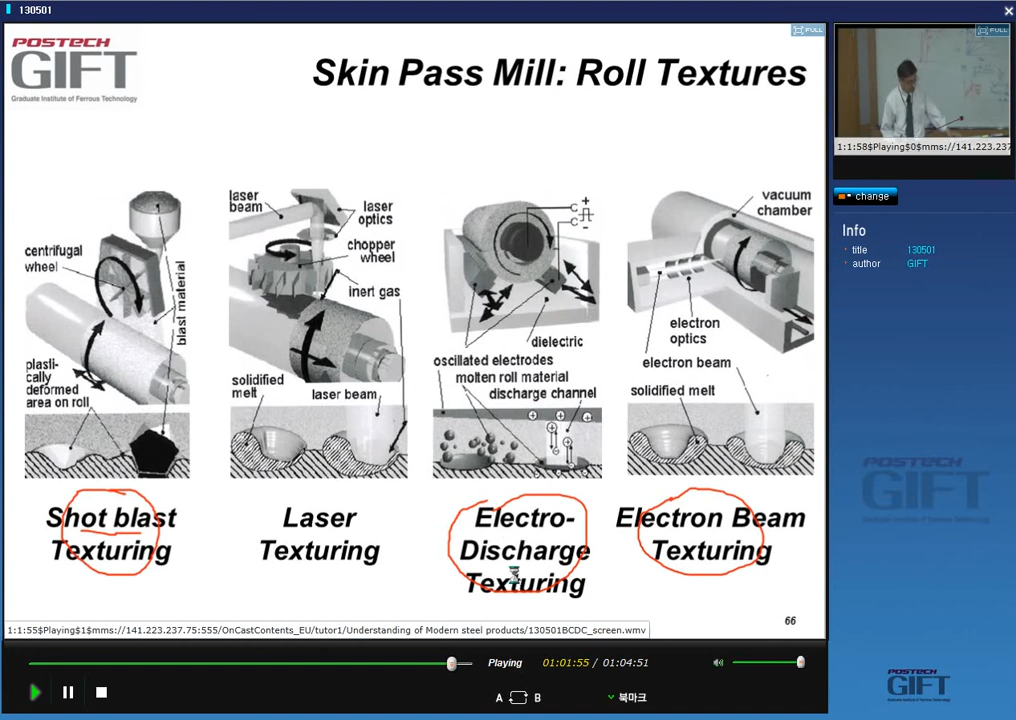 130501
POSTECH
GIFT
Graduate Institute of Ferrous Technology
FULL
Skin Pass Mill: Roll Textures
centrifugal
wheel
blast material
plasti-
cally
deformed
area on roll
Shot blast
Texturing
laser
beam
laser
optics
chopper
wheel
inert gas
solidified
melt
laser beam
Laser
Texturing
+
-
dielectric
oscillated electrodes
molten roll material
discharge channel
Electro-
Discharge
Texturing
vacuum
chamber
electron
optics
electron beam
solidified melt
Electron Beam
Texturing
66
1:1:55$Playing$1$mms://141.223.237.75:555/OnCastContents_EU/tutor1/Understanding of Modern steel products/130501BCDC_screen.wmv
Playing
01:01:55 / 01:04:51
A B
북마크
FULL
1:1:58$Playing$0$mms://141.223.237
change
Info
title 130501
author GIFT
POSTECH
GIFT
POSTECH
GIFT